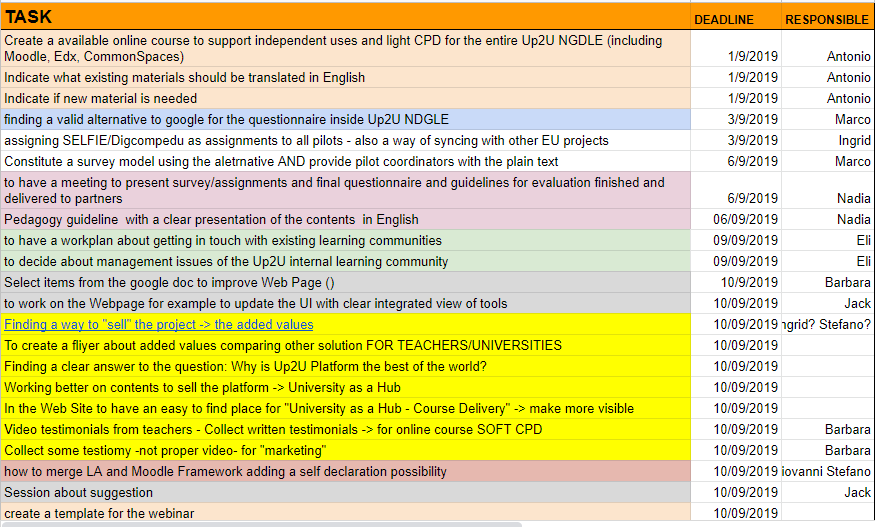 TASK DEADLINE RESPONSIBLE
Create a available online course to support independent uses and light CPD for the entire Up2U NGDLE (including
Moodle, Edx, CommonSpaces) 1/9/2019 Antonio
Indicate what existing materials should be translated in English 1/9/2019 Antonio
Indicate if new material is needed 1/9/2019 Antonio
finding a valid alternative to google for the questionnaire inside Up2U NDGLE 3/9/2019 Marco
assigning SELFIE/Digcompedu as assignments to all pilots - also a way of syncing with other EU projects 3/9/2019 Ingrid
Constitute a survey model using the aletrnative AND provide pilot coordinators with the plain text 6/9/2019 Marco
to have a meeting to present survey/assignments and final questionnaire and guidelines for evaluation finished and
delivered to partners 6/9/2019 Nadia
Pedagogy guideline with a clear presentation of the contents in English 06/09/2019 Nadia
to have a workplan about getting in touch with existing learning communities 09/09/2019 Eli
to decide about management issues of the Up2U internal learning community 09/09/2019 Eli
Select items from the google doc to improve Web Page () 10/9/2019 Barbara
to work on the Webpage for example to update the UI with clear integrated view of tools 10/09/2019 Jack
Finding a way to "sell" the project -> the added values 10/09/2019 ngrid? Stefano?
To create a fliyer about added values comparing other solution FOR TEACHERS/UNIVERSITIES 10/09/2019
Finding a clear answer to the question: Why is Up2U Platform the best of the world? 10/09/2019
Working better on contents to sell the platform -> University as a Hub 10/09/2019
In the Web Site to have an easy to find place for "University as a Hub - Course Delivery" -> make more visible 10/09/2019
Video testimonials from teachers - Collect written testimonials -> for online course SOFT CPD 10/09/2019 Barbara
Collect some testiomy -not proper video- for "marketing" 10/09/2019 Barbara
how to merge LA and Moodle Framework adding a self declaration possibility 10/09/2019 iovanni Stefano
Session about suggestion 10/09/2019 Jack
create a template for the webinar 10/09/2019